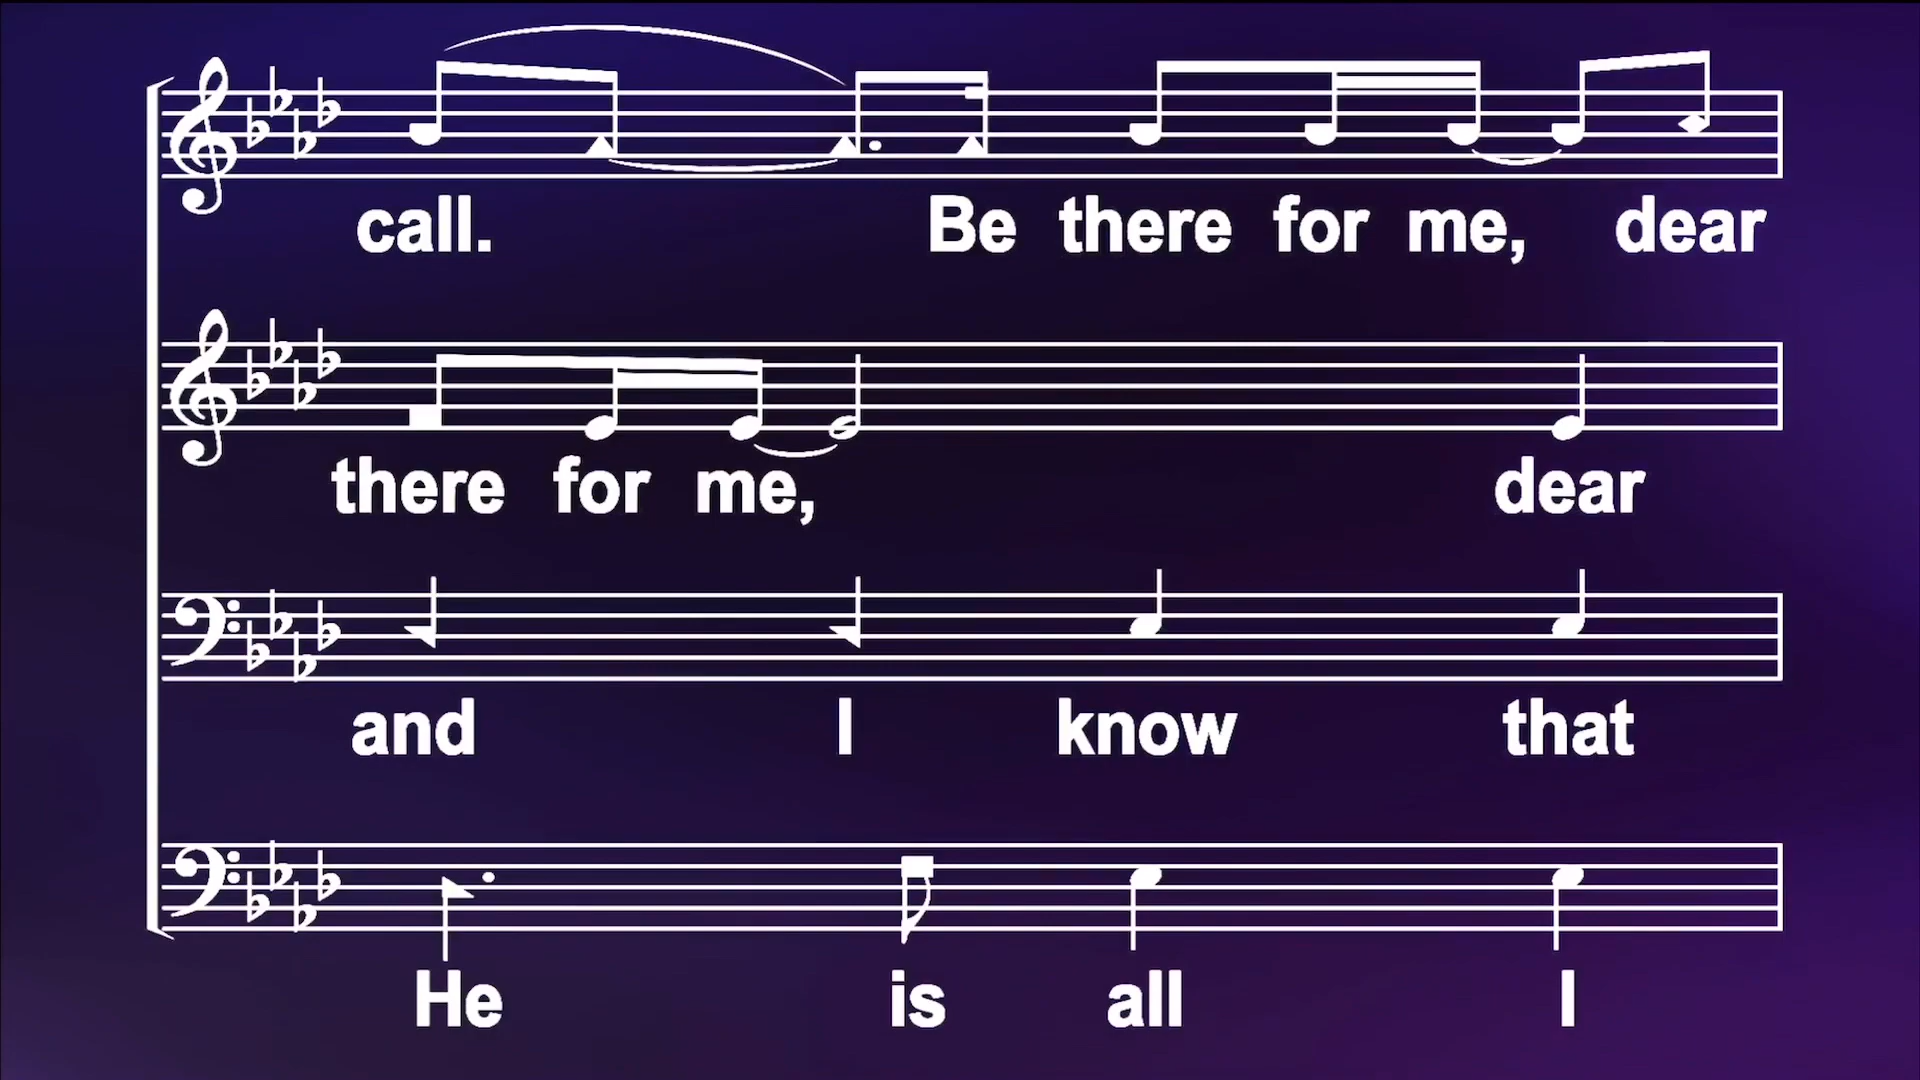 call. Be there for me, dear
there for me, dear
and I know that
He is all I